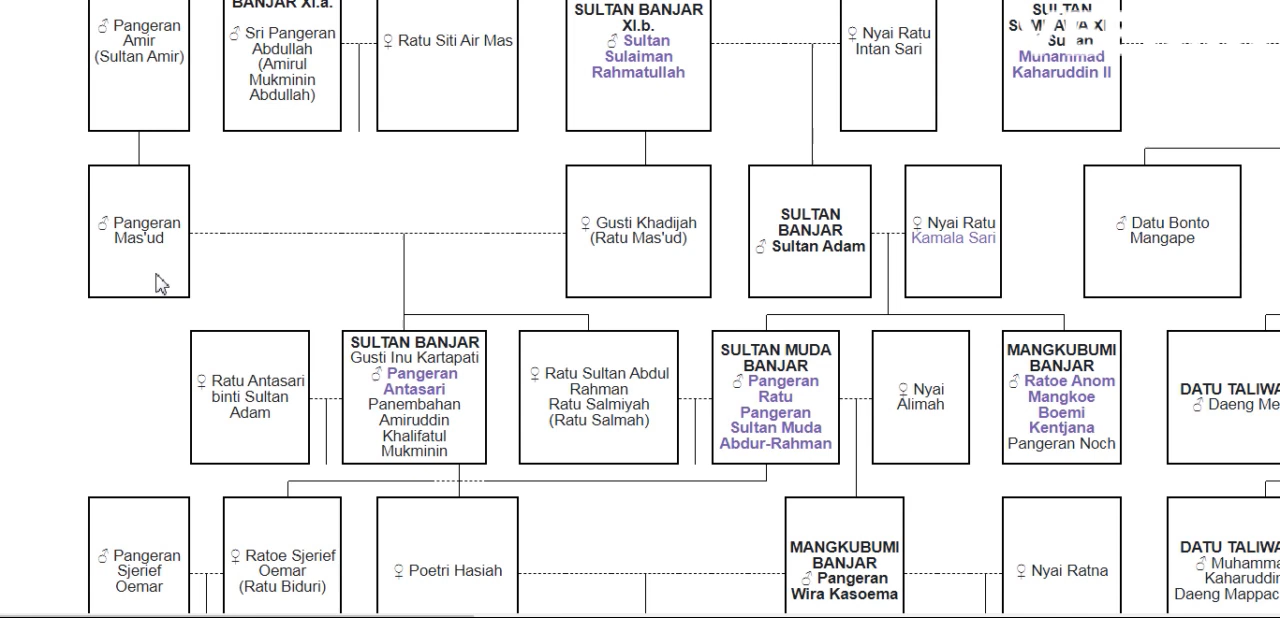 BANJAR XI.a.
♂ Pangeran
Amir
(Sultan Amir)
♂ Sri Pangeran
Abdullah
(Amirul
Mukminin
Abdullah)
♀ Ratu Siti Air Mas
SULTAN BANJAR
XI.b.
♂ Sultan
Sulaiman
Rahmatullah
♀ Nyai Ratu
Intan Sari
SULTAN
Muhammad
Kaharuddin II
♂ Pangeran
Mas'ud
♀ Gusti Khadijah
(Ratu Mas'ud)
SULTAN
BANJAR
♂ Sultan Adam
♀ Nyai Ratu
Kamala Sari
♂ Datu Bonto
Mangape
♀ Ratu Antasari
binti Sultan
Adam
SULTAN BANJAR
Gusti Inu Kartapati
♂ Pangeran
Antasari
Panembahan
Amiruddin
Khalifatul
Mukminin
♀ Ratu Sultan Abdul
Rahman
Ratu Salmiyah
(Ratu Salmah)
SULTAN MUDA
BANJAR
♂ Pangeran
Ratu
Pangeran
Sultan Muda
Abdur-Rahman
♀ Nyai
Alimah
MANGKUBUMI
BANJAR
♂ Ratoe Anom
Mangkoe
Boemi
Kentjana
Pangeran Noch
DATU TALIWA
♂ Daeng Me
♂ Pangeran
Sjerief
Oemar
♀ Ratoe Sjerief
Oemar
(Ratu Biduri)
♀ Poetri Hasiah
MANGKUBUMI
BANJAR
♂ Pangeran
Wira Kasoema
♀ Nyai Ratna
DATU TALIWA
♂ Muhamma
Kaharuddin
Daeng Mappac